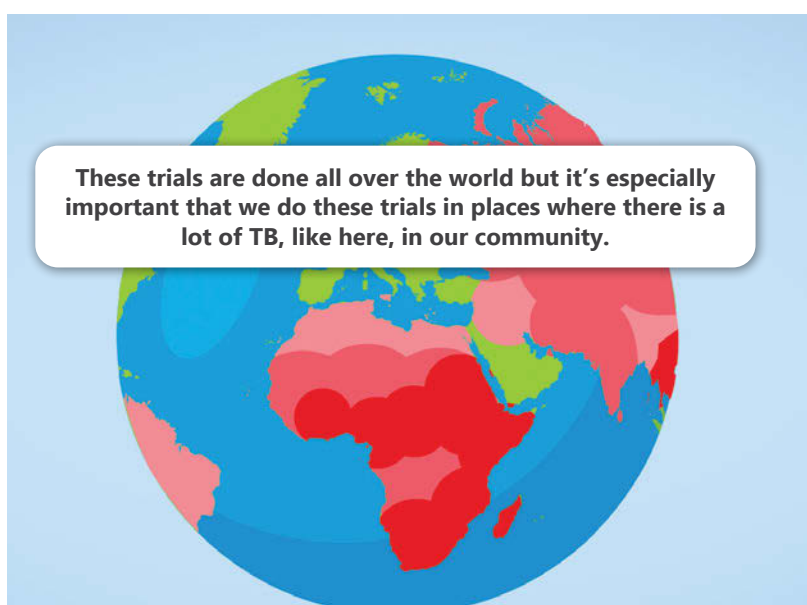 These trials are done all over the world but it’s especially
important that we do these trials in places where there is a
lot of TB, like here, in our community.